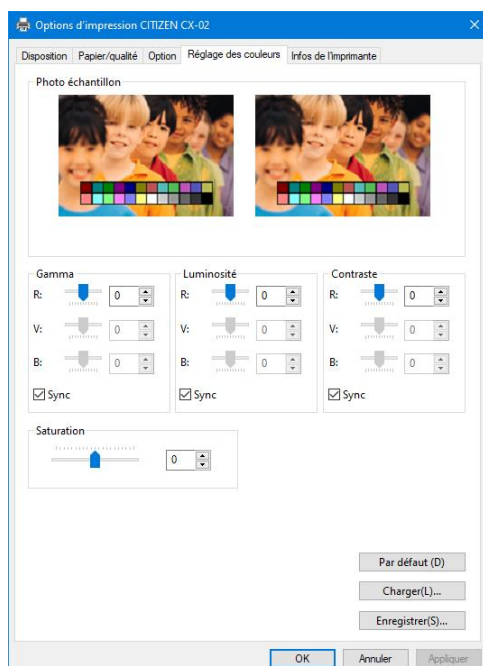 Options d'impression CITIZEN CX-02
Disposition Papier/qualité Option Réglage des couleurs Infos de l'imprimante
Photo échantillon
Gamma Luminosité Contraste
R: 0 R: 0 R: 0
V: 0 V: 0 V: 0
B: 0 B: 0 B: 0
Sync Sync Sync
Saturation
0
Par défaut (D)
Charger(L)...
Enregistrer(S)...
OK Annuler Appliquer